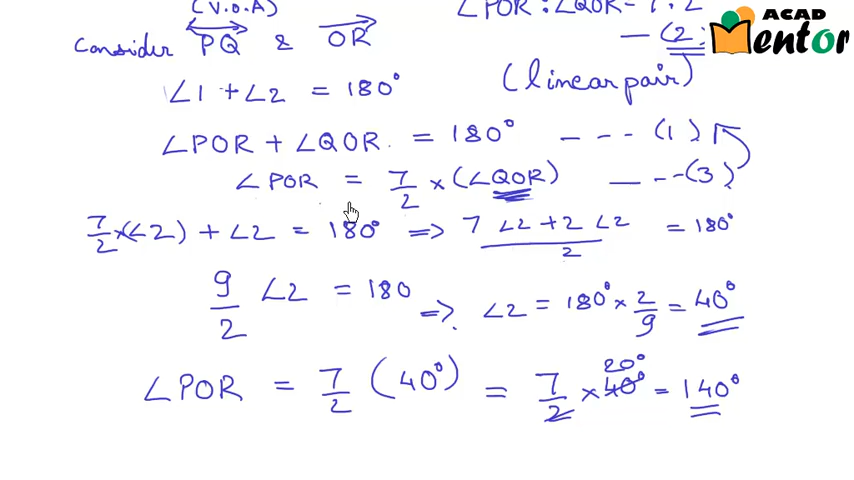 (V.O.A)
∠POR : ∠QOR = 7 : 2
ACAD
Mentor
Consider PQ & OR
— (2)
∠1 + ∠2 = 180°
(linear pair)
∠POR + ∠QOR = 180° - - - (1)
∠POR = 7/2 × (∠QOR) — - -(3)
7/2 × (∠2) + ∠2 = 180° ⇒ 7 ∠2 + 2 ∠2 / 2 = 180°
9/2 ∠2 = 180 ⇒ ∠2 = 180° × 2/9 = 40°
∠POR = 7/2 (40°) = 7/2 × 40° 20° = 140°